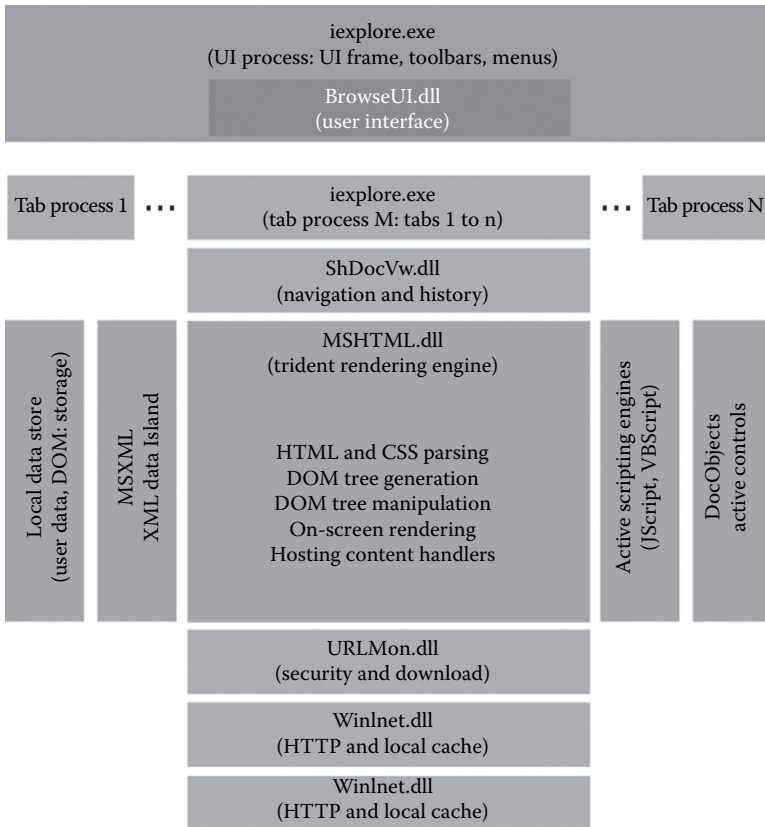 iexplore.exe
(UI process: UI frame, toolbars, menus)
BrowseUI.dll
(user interface)
Tab process 1
...
iexplore.exe
(tab process M: tabs 1 to n)
...
Tab process N
ShDocVw.dll
(navigation and history)
Local data store
(user data, DOM: storage)
MSXML
XML data Island
MSHTML.dll
(trident rendering engine)
HTML and CSS parsing
DOM tree generation
DOM tree manipulation
On-screen rendering
Hosting content handlers
Active scripting engines
(JScript, VBScript)
DocObjects
active controls
URLMon.dll
(security and download)
WinlInet.dll
(HTTP and local cache)
WinlInet.dll
(HTTP and local cache)